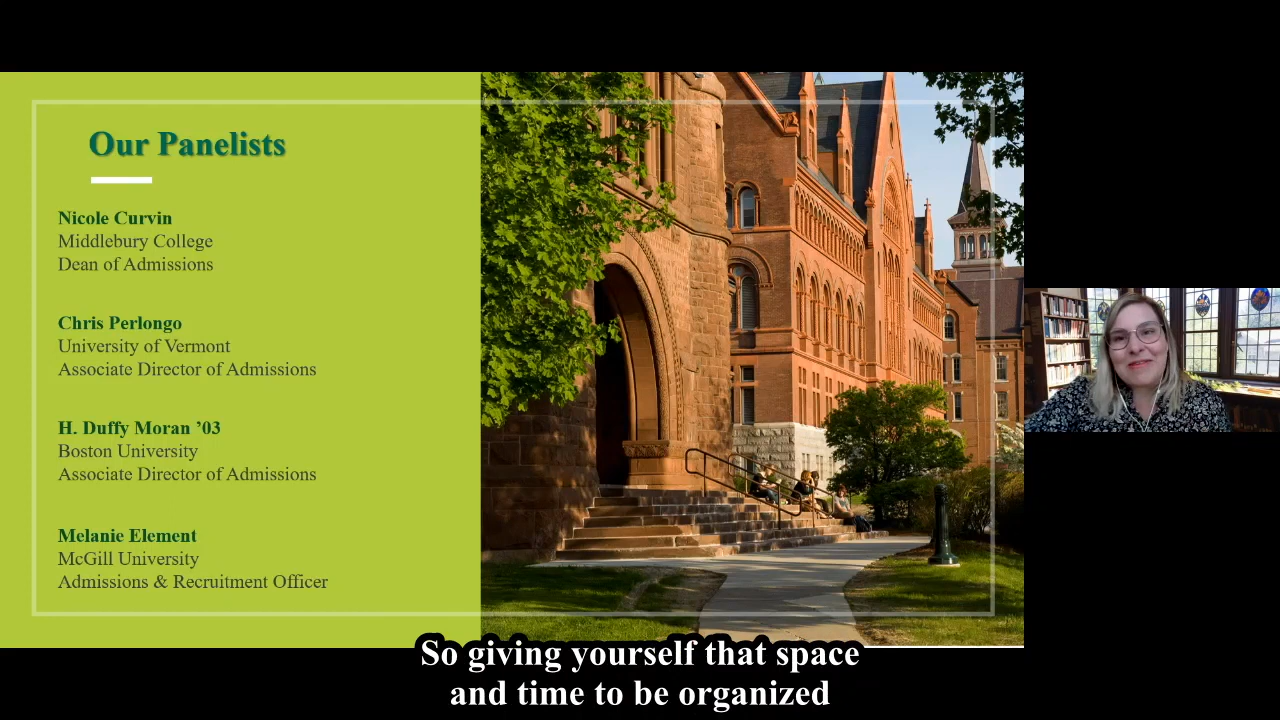 Our Panelists
Nicole Curvin
Middlebury College
Dean of Admissions
Chris Perlongo
University of Vermont
Associate Director of Admissions
H. Duffy Moran ’03
Boston University
Associate Director of Admissions
Melanie Element
McGill University
Admissions & Recruitment Officer
So giving yourself that space
and time to be organized